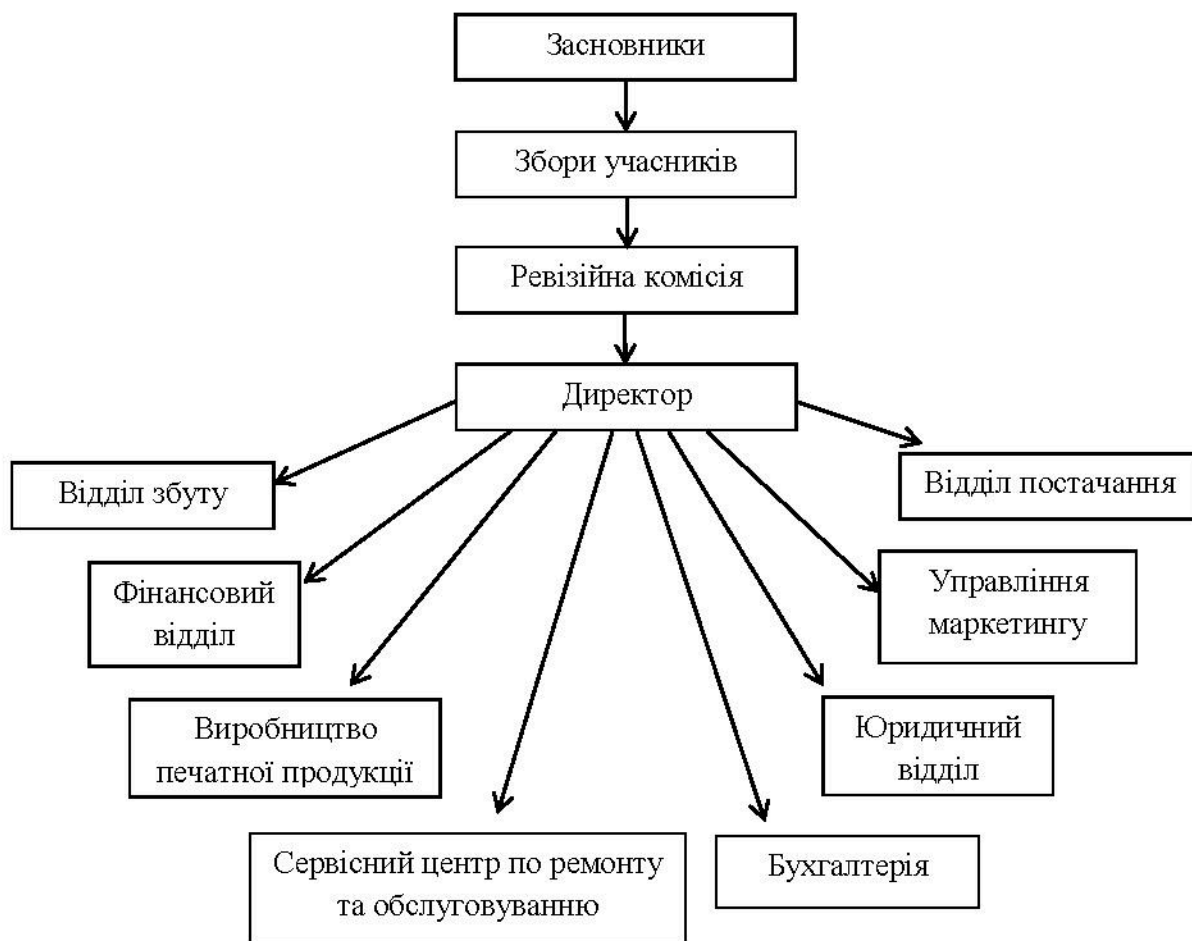 Засновники
Збори учасників
Ревізійна комісія
Директор
Відділ збуту
Відділ постачання
Фінансовий
відділ
Управління
маркетингу
Виробництво
печатної продукції
Юридичний
відділ
Сервісний центр по ремонту
та обслуговуванню
Бухгалтерія